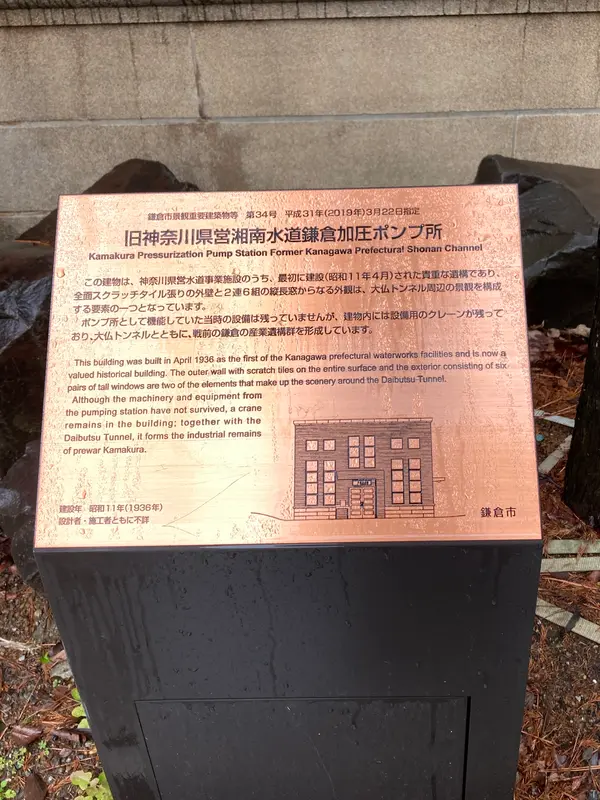 鎌倉市景観重要建築物等 第34号 平成31年(2019年)3月22日指定
旧神奈川県営湘南水道鎌倉加圧ポンプ所
Kamakura Pressurization Pump Station Former Kanagawa Prefectural Shonan Channel
この建物は、神奈川県営水道事業施設のうち、最初に建設(昭和11年4月)された貴重な遺構であり、
全面スクラッチタイル張りの外壁と2連6組の縦長窓からなる外観は、大仏トンネル周辺の景観を構成
する要素の一つとなっています。
ポンプ所として機能していた当時の設備は残っていませんが、建物内には設備用のクレーンが残って
おり、大仏トンネルとともに、戦前の鎌倉の産業遺構群を形成しています。
This building was built in April 1936 as the first of the Kanagawa prefectural waterworks facilities and is now a
valued historical building. The outer wall with scratch tiles on the entire surface and the exterior consisting of six
pairs of tall windows are two of the elements that make up the scenery around the Daibutsu Tunnel.
Although the machinery and equipment from
the pumping station have not survived, a crane
remains in the building; together with the
Daibutsu Tunnel, it forms the industrial remains
of prewar Kamakura.
建設年 昭和11年(1936年)
設計者・施工者ともに不詳
鎌倉市